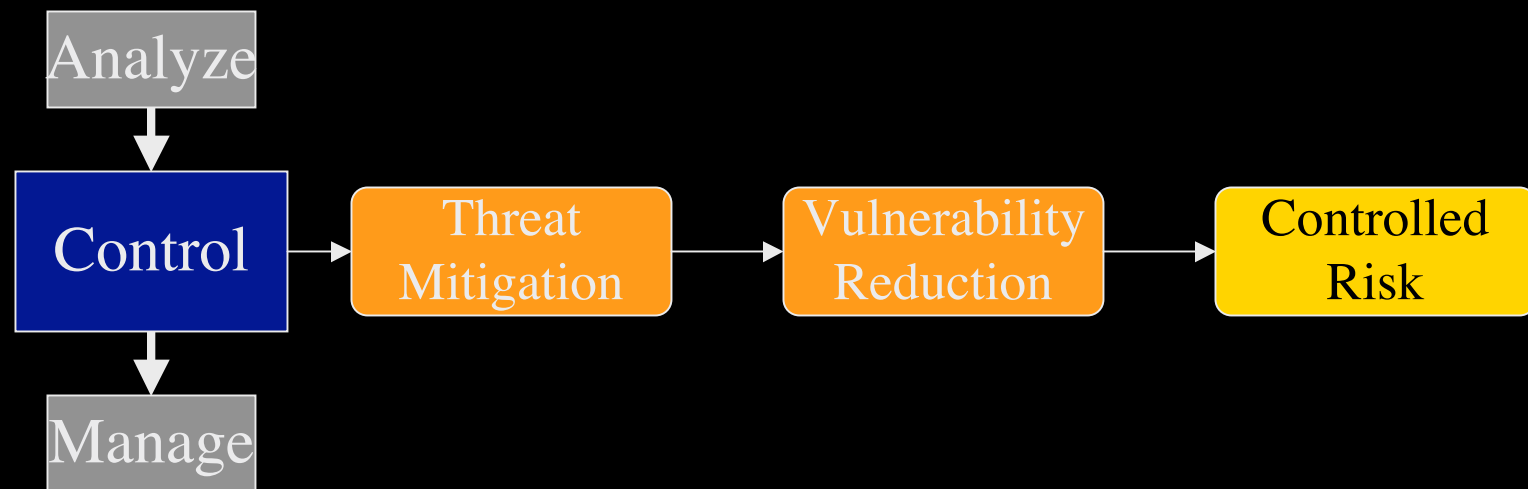 Analyze
Control
Threat
Mitigation
Vulnerability
Reduction
Controlled
Risk
Manage